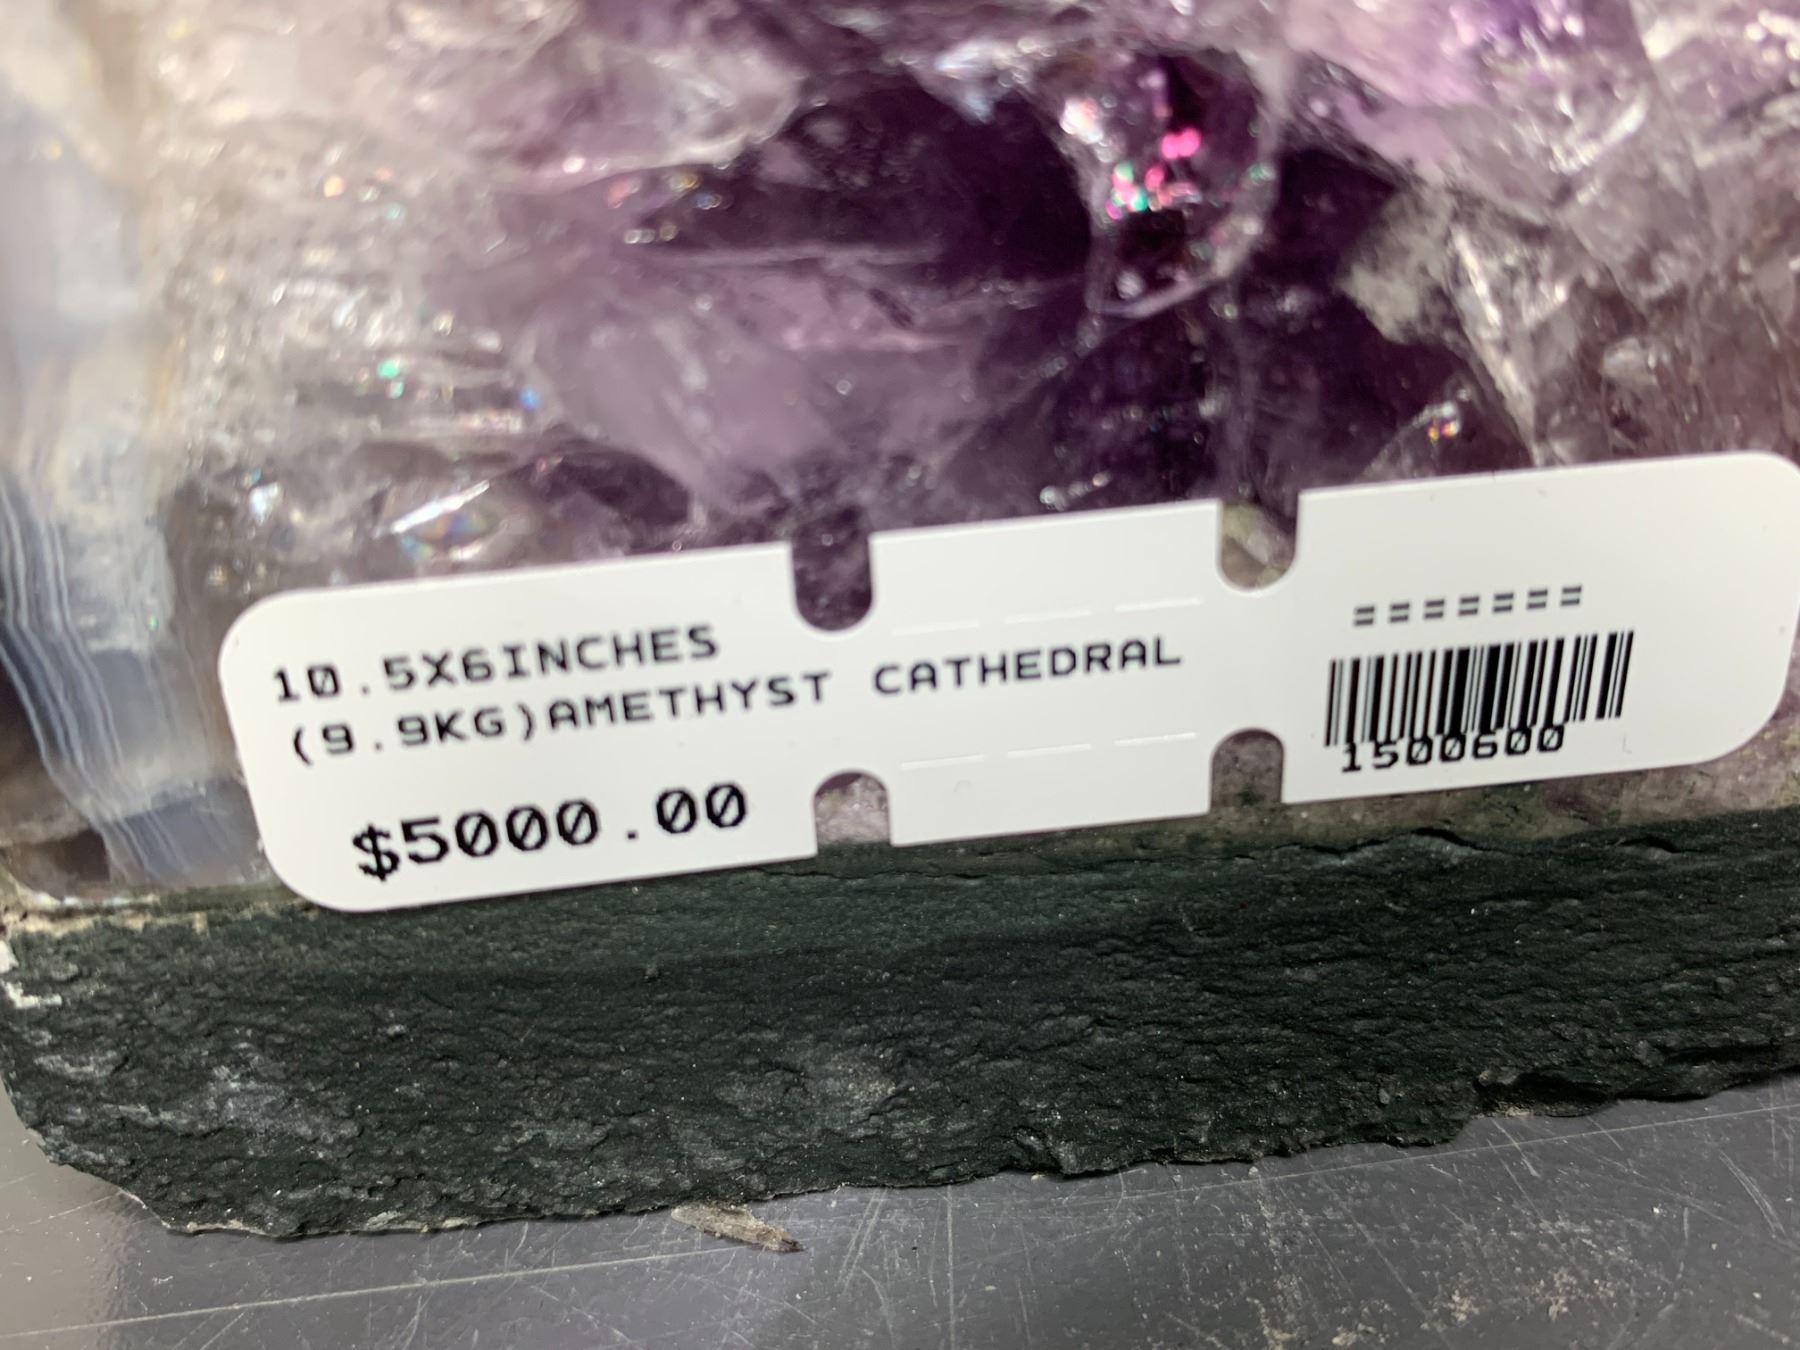 10.5X6INCHES
(9.9KG)AMETHYST CATHEDRAL
$5000.00
=======
1500600